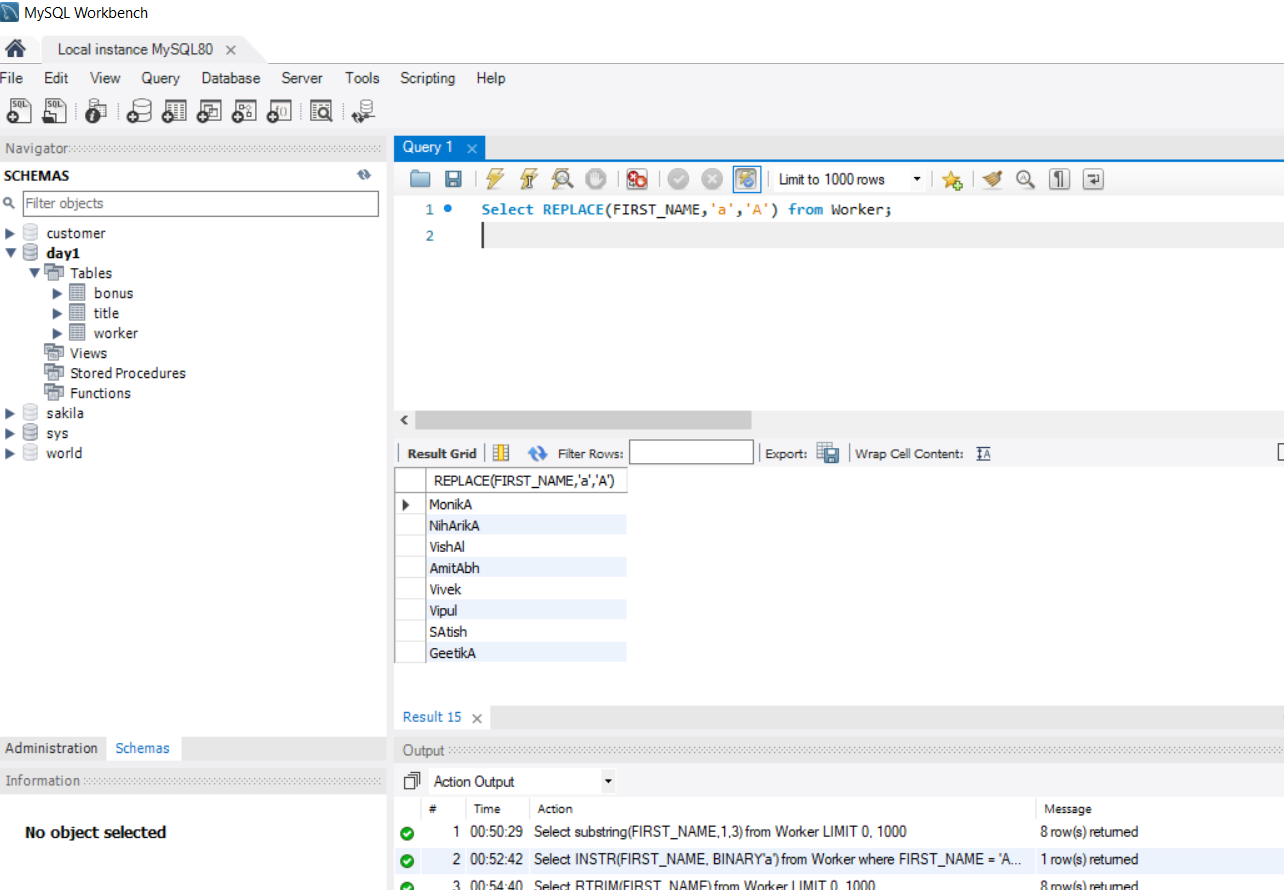 MySQL Workbench
Local instance MySQL80
File Edit View Query Database Server Tools Scripting Help
Navigator
SCHEMAS
Filter objects
customer
day1
Tables
bonus
title
worker
Views
Stored Procedures
Functions
sakila
sys
world
Administration Schemas
Information
No object selected
Query 1
Limit to 1000 rows
1 Select REPLACE(FIRST_NAME,'a','A') from Worker;
2
Result Grid Filter Rows: Export: Wrap Cell Content:
REPLACE(FIRST_NAME,'a','A')
MonikA
NihArikA
VishAl
AmitAbh
Vivek
Vipul
SAtish
GeetikA
Result 15
Output
Action Output
# Time Action Message
1 00:50:29 Select substring(FIRST_NAME,1,3) from Worker LIMIT 0, 1000 8 row(s) returned
2 00:52:42 Select INSTR(FIRST_NAME, BINARY'a') from Worker where FIRST_NAME = 'A... 1 row(s) returned
3 00:54:40 Select RTRIM(FIRST_NAME) from Worker LIMIT 0, 1000 8 row(s) returned